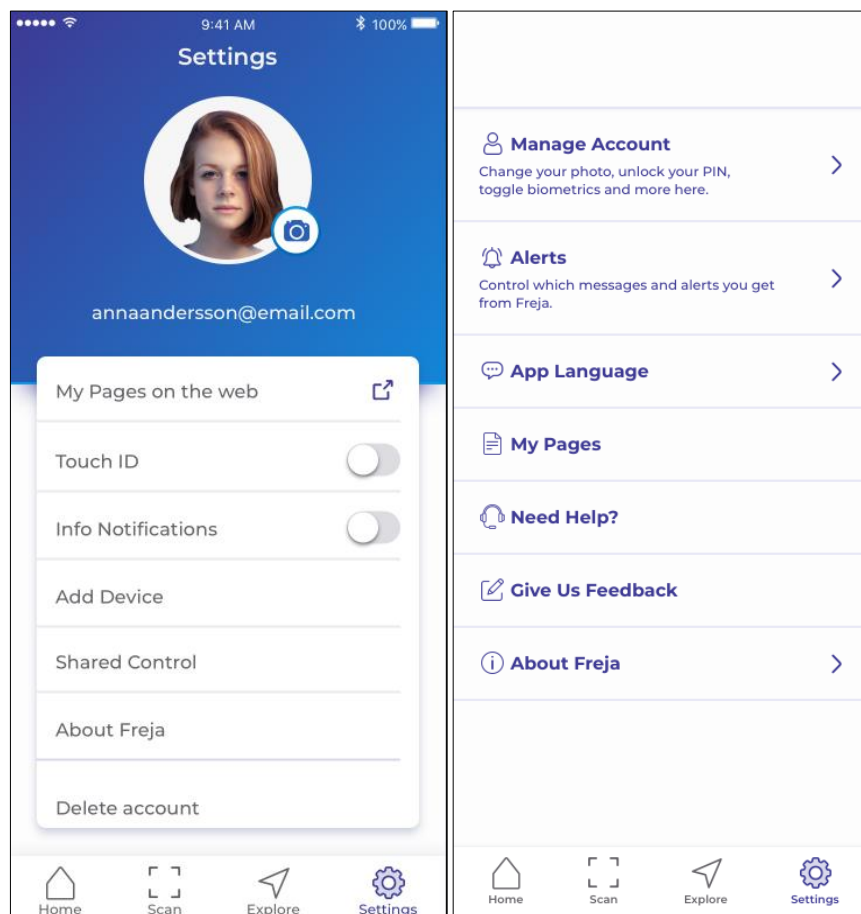 9:41 AM
100%
Settings
annaandersson@email.com
My Pages on the web
Touch ID
Info Notifications
Add Device
Shared Control
About Freja
Delete account
Home
Scan
Explore
Settings
Manage Account
Change your photo, unlock your PIN,
toggle biometrics and more here.
Alerts
Control which messages and alerts you get
from Freja.
App Language
My Pages
Need Help?
Give Us Feedback
About Freja
Home
Scan
Explore
Settings